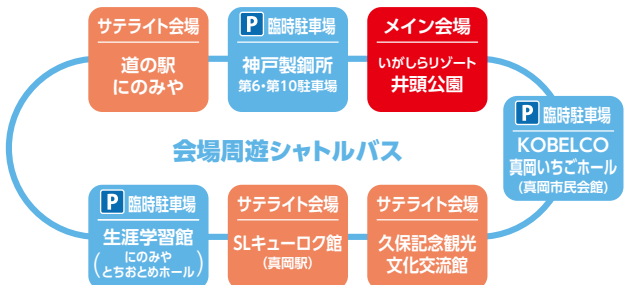 サテライト会場
道の駅
にのみや
P 臨時駐車場
神戸製鋼所
第6・第10駐車場
メイン会場
いがしらリゾート
井頭公園
P 臨時駐車場
KOBELCO
真岡いちごホール
(真岡市民会館)
会場周遊シャトルバス
P 臨時駐車場
生涯学習館
(にのみや
とちおとめホール)
サテライト会場
SLキューロク館
(真岡駅)
サテライト会場
久保記念観光
文化交流館